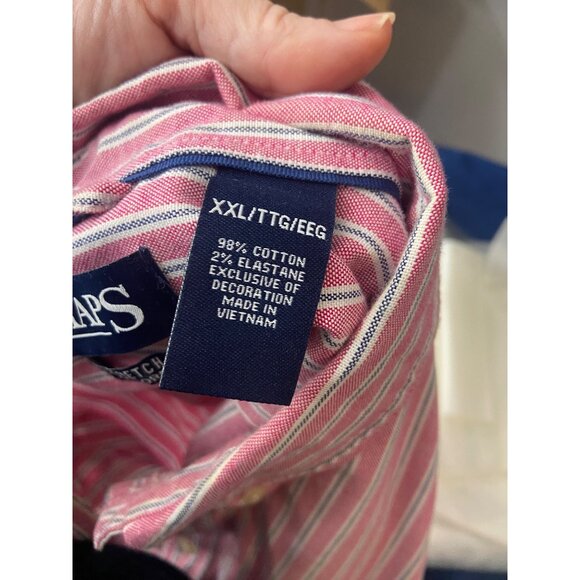 XXL/TTG/EEG
98% COTTON
2% ELASTANE
EXCLUSIVE OF
DECORATION
MADE IN
VIETNAM